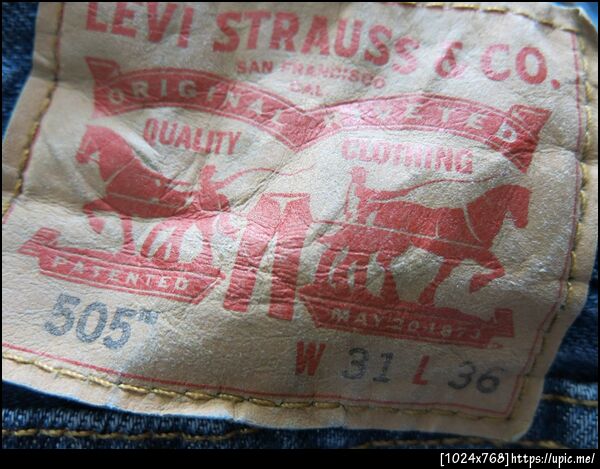 LEVI STRAUSS & CO.
SAN FRANCISCO
CAL
ORIGINAL RIVETED
QUALITY CLOTHING
PATENTED MAY 20 1873
505™
W 31 L 36
[1024x768]https://upic.me/